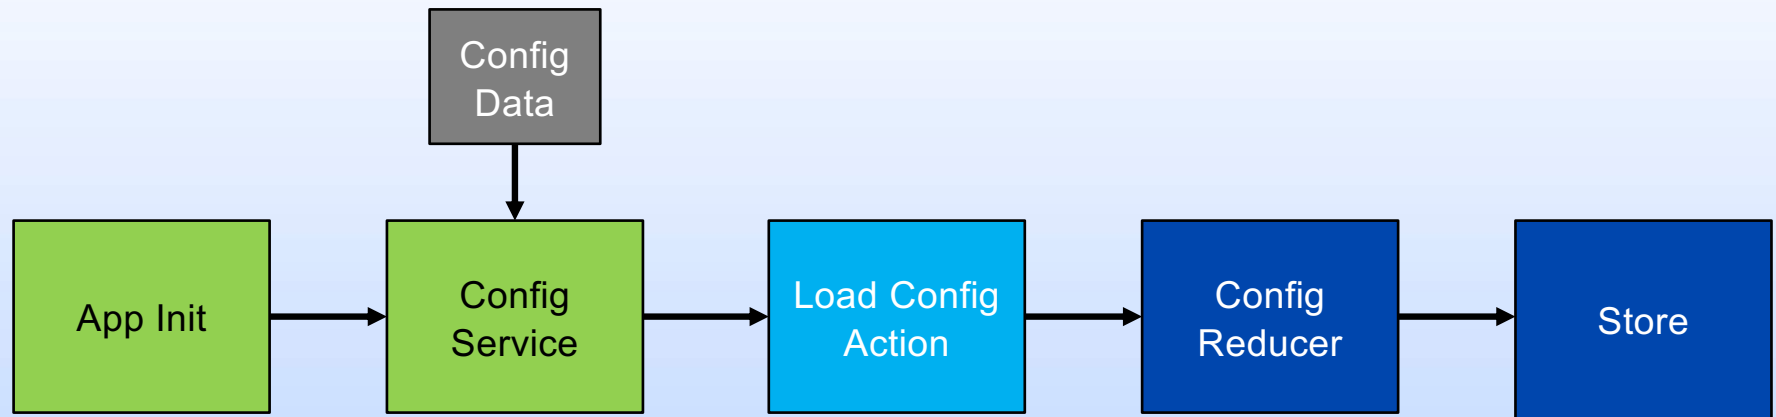 Config
Data
App Init
Config
Service
Load Config
Action
Config
Reducer
Store